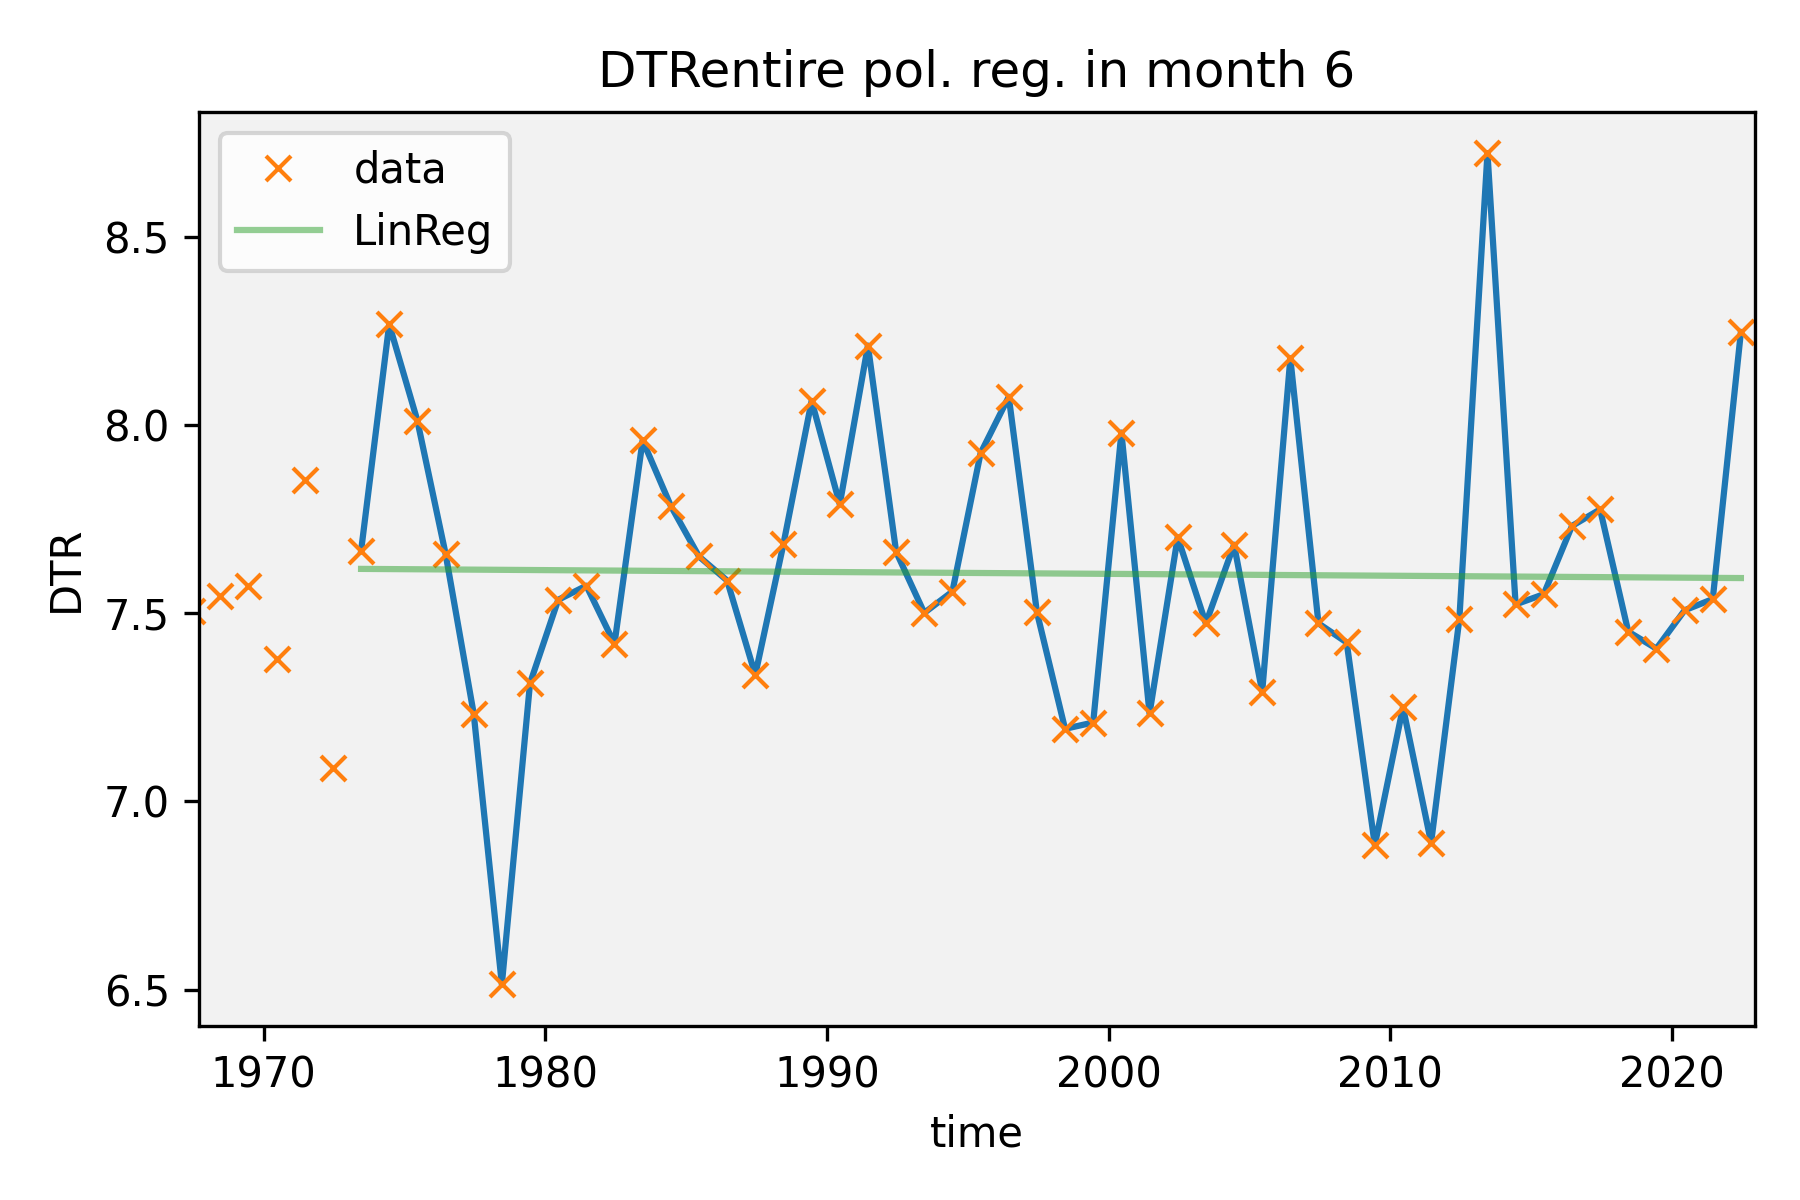 DTRentire pol. reg. in month 6
data
LinReg
DTR
8.5
8.0
7.5
7.0
6.5
1970 1980 1990 2000 2010 2020
time